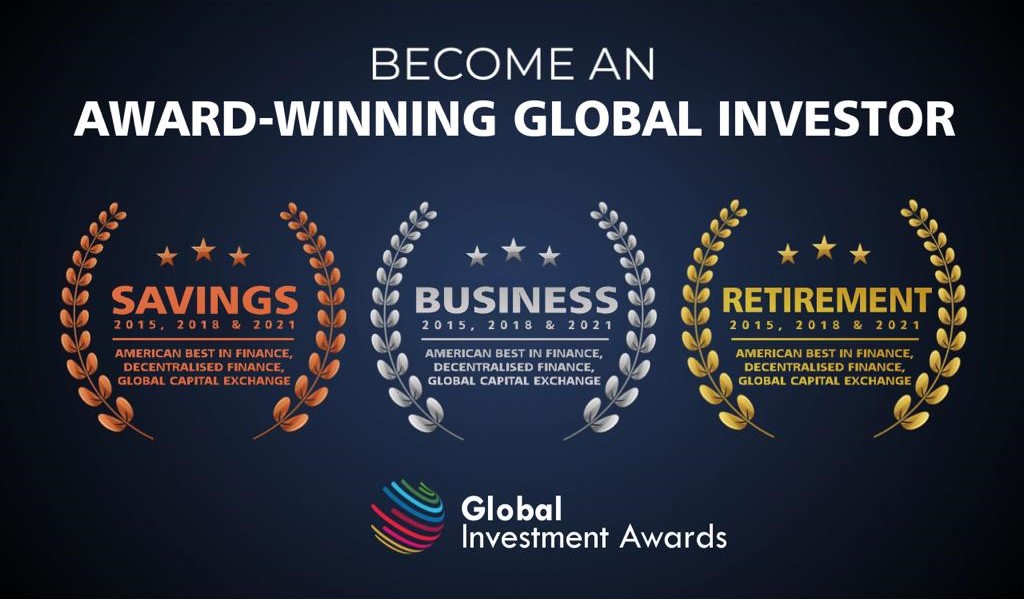 BECOME AN
AWARD-WINNING GLOBAL INVESTOR
SAVINGS
2015, 2018 & 2021
AMERICAN BEST IN FINANCE,
DECENTRALISED FINANCE,
GLOBAL CAPITAL EXCHANGE
BUSINESS
2015, 2018 & 2021
AMERICAN BEST IN FINANCE,
DECENTRALISED FINANCE,
GLOBAL CAPITAL EXCHANGE
RETIREMENT
2015, 2018 & 2021
AMERICAN BEST IN FINANCE,
DECENTRALISED FINANCE,
GLOBAL CAPITAL EXCHANGE
Global
Investment Awards